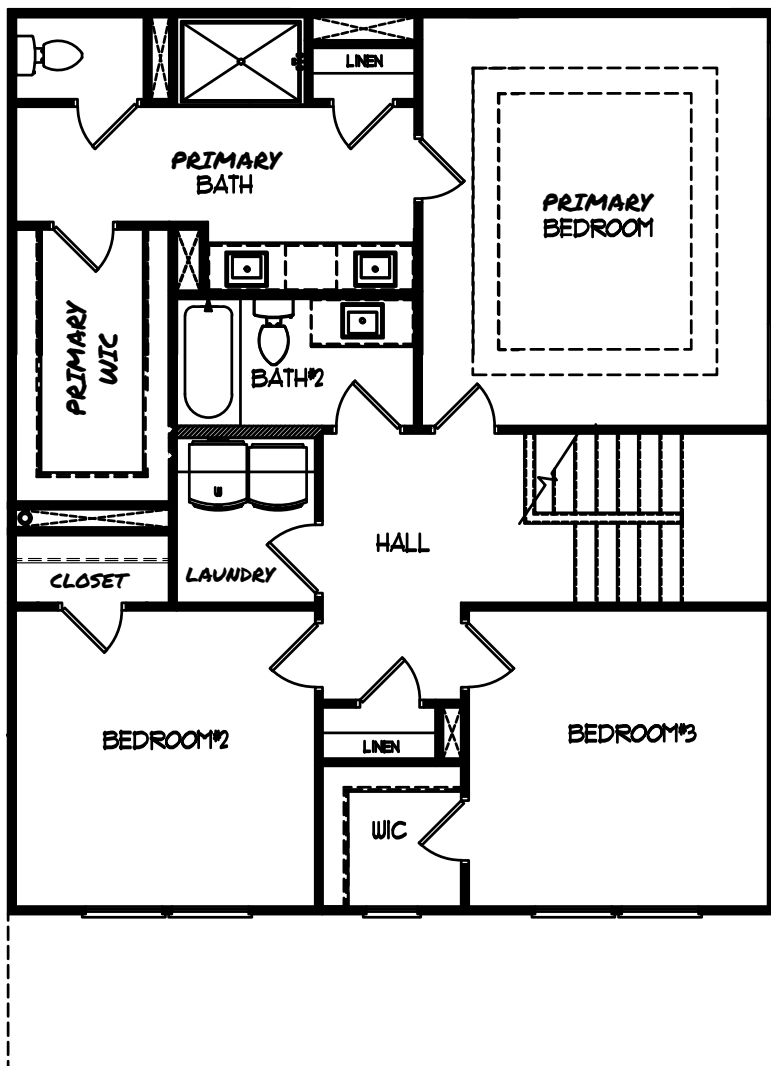 LINEN
PRIMARY
BATH
PRIMARY
BEDROOM
PRIMARY
WIC
BATH#2
HALL
CLOSET
LAUNDRY
BEDROOM#2
LINEN
BEDROOM#3
WIC